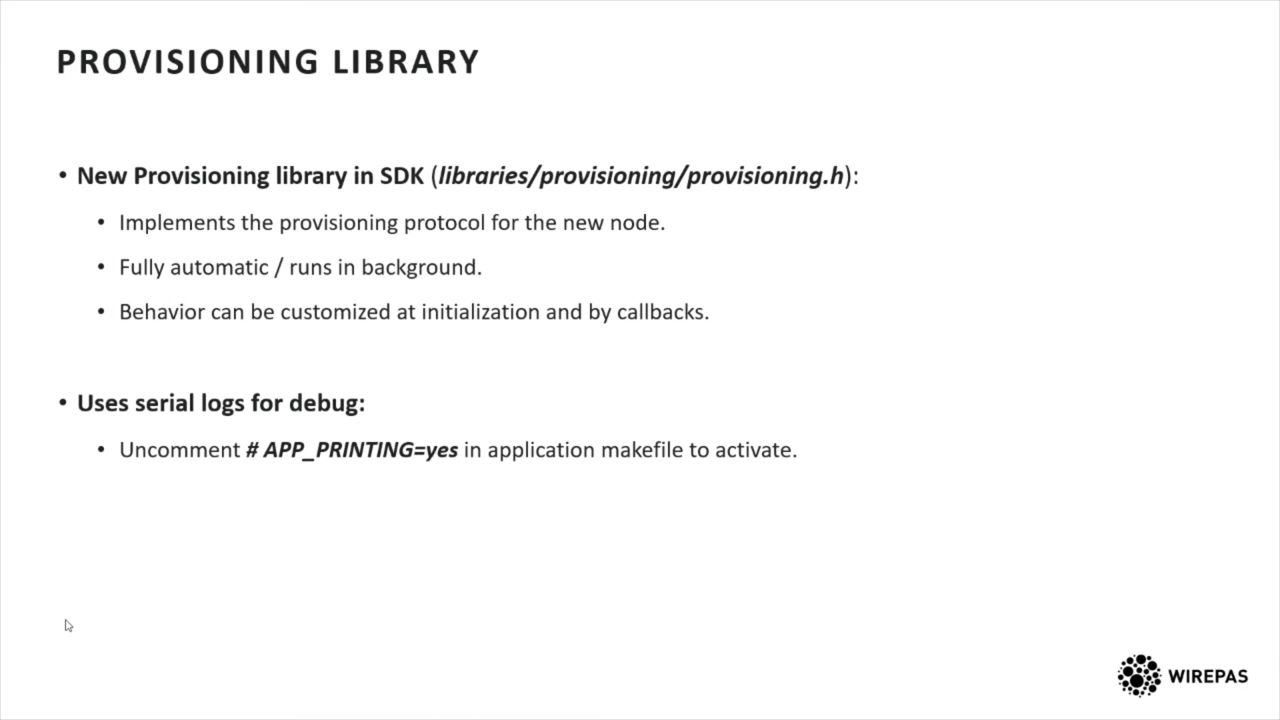 PROVISIONING LIBRARY
• New Provisioning library in SDK (libraries/provisioning/provisioning.h):
• Implements the provisioning protocol for the new node.
• Fully automatic / runs in background.
• Behavior can be customized at initialization and by callbacks.
• Uses serial logs for debug:
• Uncomment # APP_PRINTING=yes in application makefile to activate.
WIREPAS